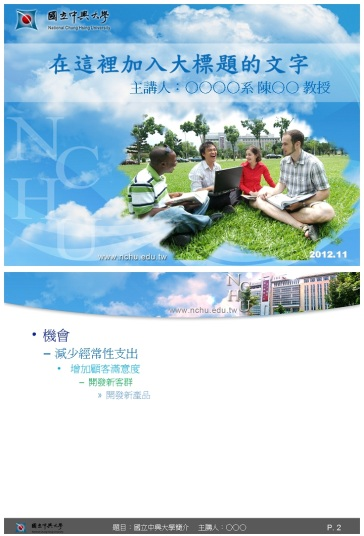 國立中興大學
National Chung Hsing University
在這裡加入大標題的文字
主講人：○○○○系 陳○○ 教授
NCHU
www.nchu.edu.tw
2012.11
NCHU
www.nchu.edu.tw
• 機會
– 減少經常性支出
• 增加顧客滿意度
– 開發新客群
» 開發新產品
國立中興大學
題目：國立中興大學簡介 主講人：○○○
P. 2